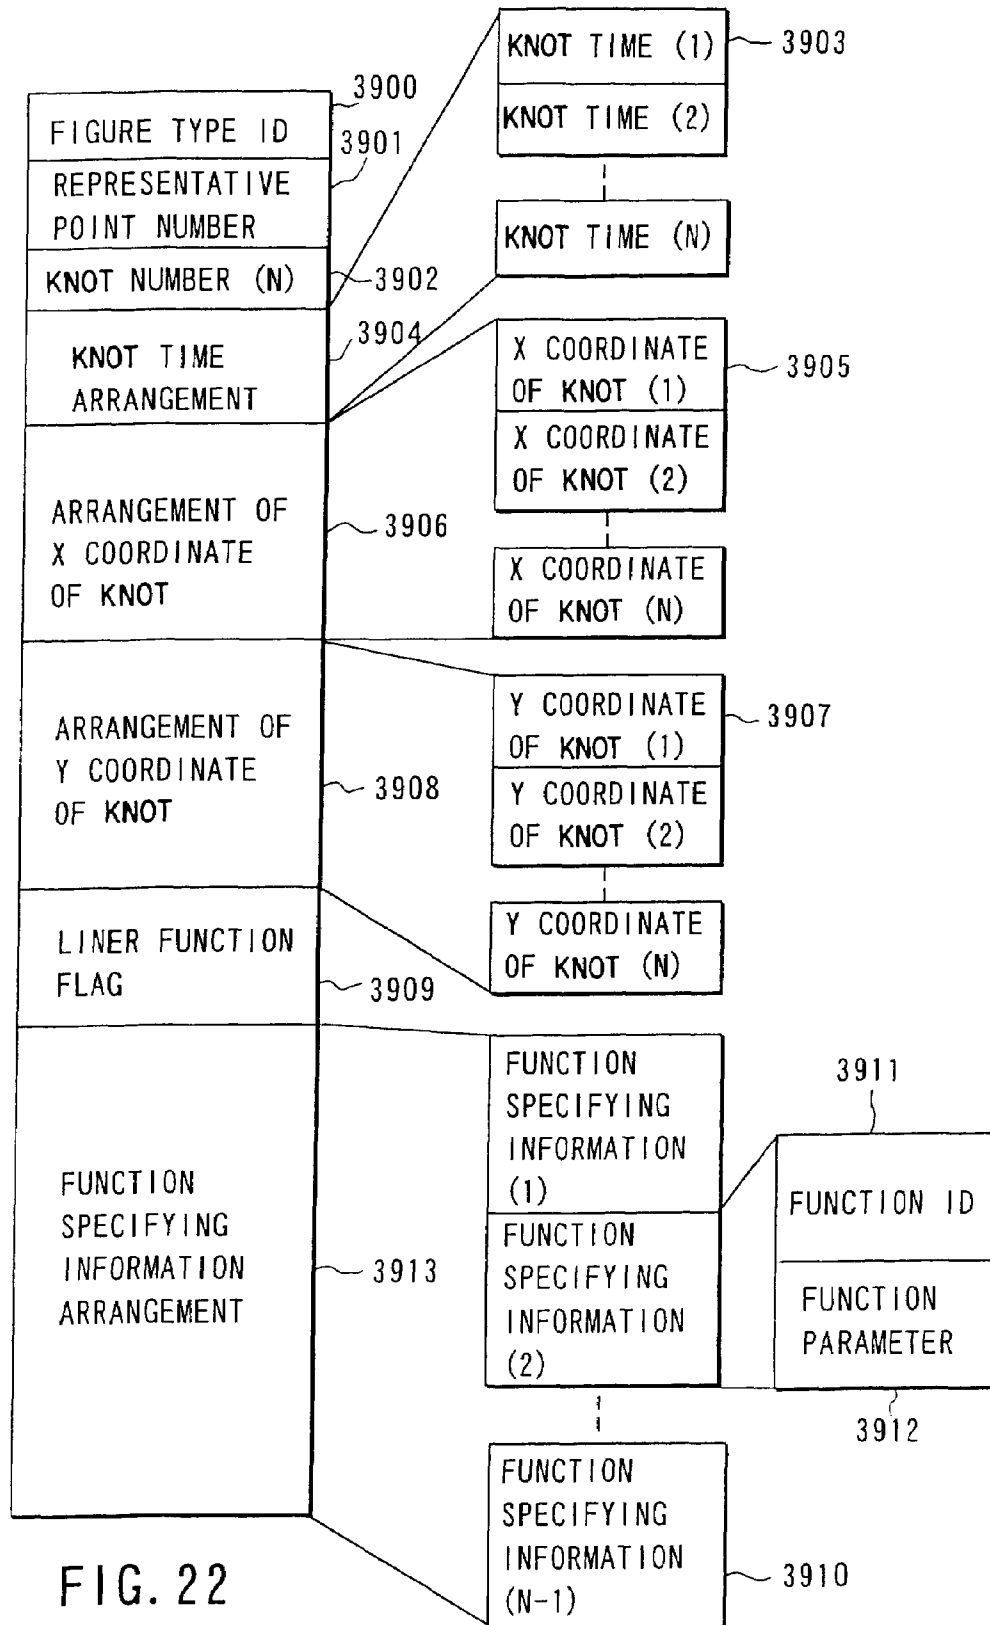 3900
FIGURE TYPE ID
3901
REPRESENTATIVE
POINT NUMBER
KNOT NUMBER (N)
3902
3904
KNOT TIME
ARRANGEMENT
ARRANGEMENT OF
X COORDINATE
OF KNOT
3906
ARRANGEMENT OF
Y COORDINATE
OF KNOT
3908
LINER FUNCTION
FLAG
3909
FUNCTION
SPECIFYING
INFORMATION
ARRANGEMENT
3913
KNOT TIME (1)
3903
KNOT TIME (2)
KNOT TIME (N)
X COORDINATE
OF KNOT (1)
3905
X COORDINATE
OF KNOT (2)
X COORDINATE
OF KNOT (N)
Y COORDINATE
OF KNOT (1)
3907
Y COORDINATE
OF KNOT (2)
Y COORDINATE
OF KNOT (N)
FUNCTION
SPECIFYING
INFORMATION
(1)
FUNCTION
SPECIFYING
INFORMATION
(2)
FUNCTION
SPECIFYING
INFORMATION
(N-1)
3910
3911
FUNCTION ID
FUNCTION
PARAMETER
3912
FIG. 22